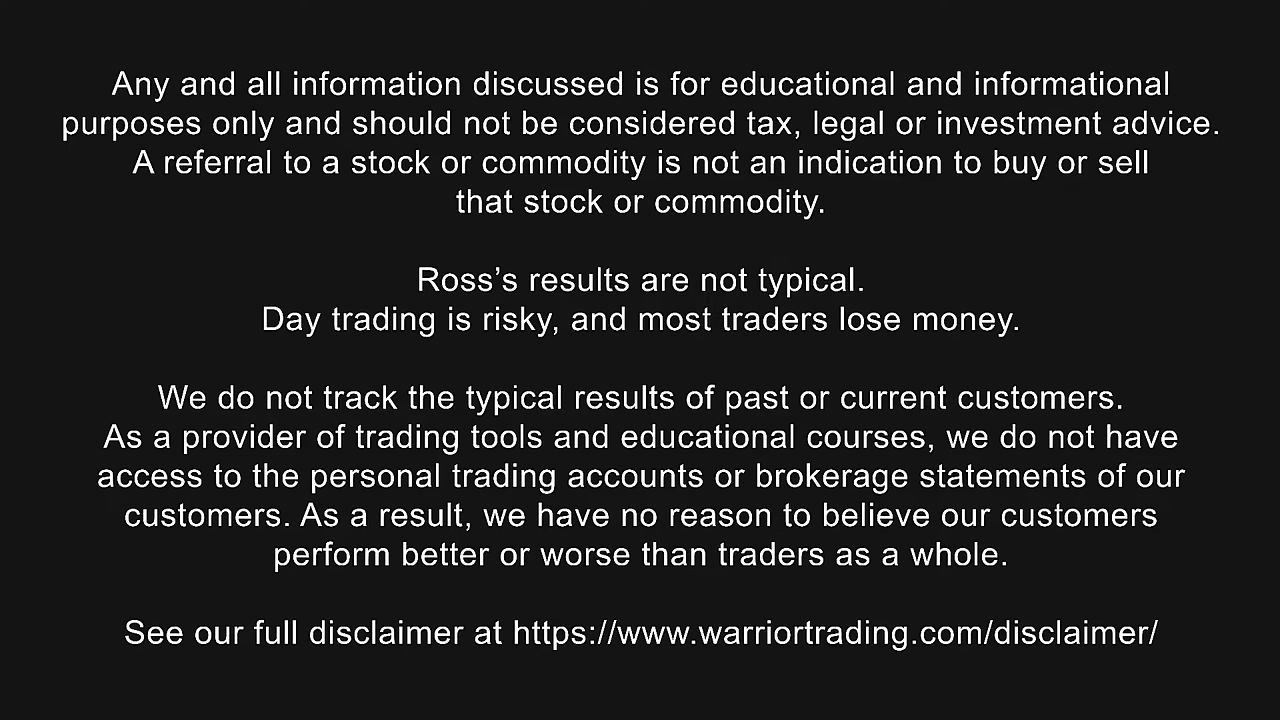 Any and all information discussed is for educational and informational
purposes only and should not be considered tax, legal or investment advice.
A referral to a stock or commodity is not an indication to buy or sell
that stock or commodity.
Ross’s results are not typical.
Day trading is risky, and most traders lose money.
We do not track the typical results of past or current customers.
As a provider of trading tools and educational courses, we do not have
access to the personal trading accounts or brokerage statements of our
customers. As a result, we have no reason to believe our customers
perform better or worse than traders as a whole.
See our full disclaimer at https://www.warriortrading.com/disclaimer/